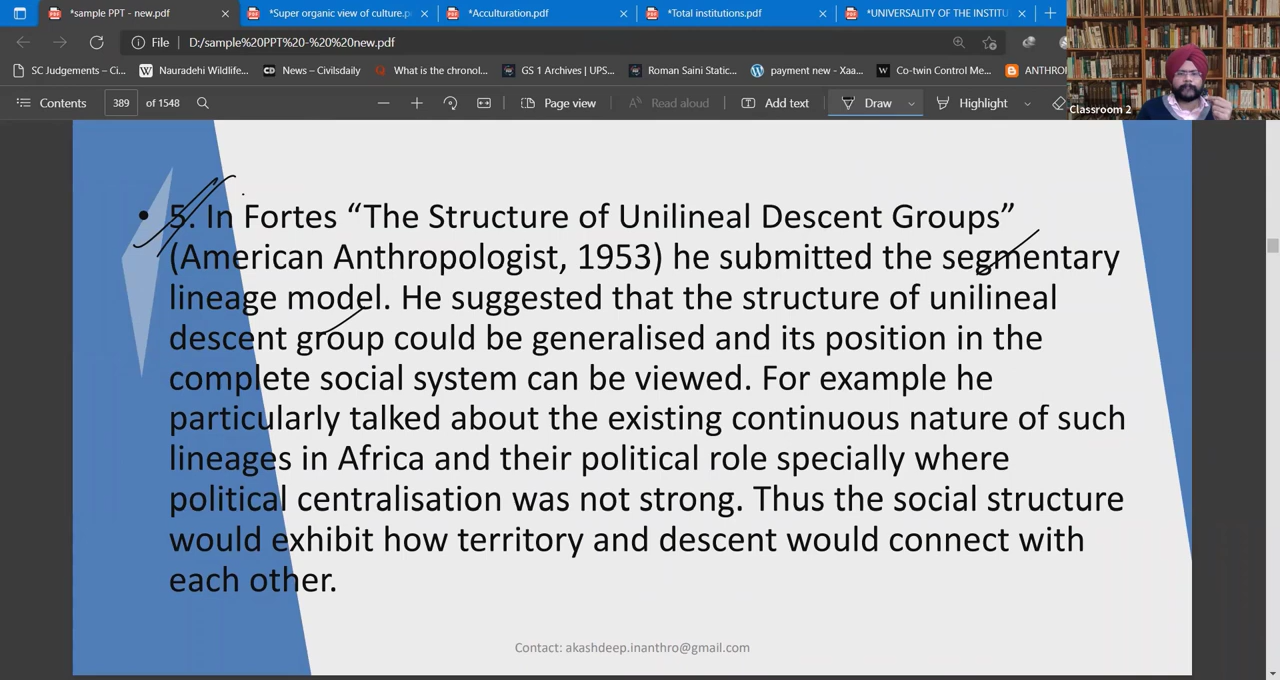 *sample PPT - new.pdf
*Super organic view of culture.p
*Acculturation.pdf
*Total institutions.pdf
*UNIVERSALITY OF THE INSTITU
File D:/sample%20PPT%20-%20%20new.pdf
SC Judgements – Ci...
Nauradehi Wildlife...
News – Civilsdaily
What is the chronol...
GS 1 Archives | UPS...
Roman Saini Static...
payment new - Xaa...
Co-twin Control Me...
ANTHRO
Contents 389 of 1548 Page view Read aloud Add text Draw Highlight
Classroom 2
• 5. In Fortes “The Structure of Unilineal Descent Groups”
(American Anthropologist, 1953) he submitted the segmentary
lineage model. He suggested that the structure of unilineal
descent group could be generalised and its position in the
complete social system can be viewed. For example he
particularly talked about the existing continuous nature of such
lineages in Africa and their political role specially where
political centralisation was not strong. Thus the social structure
would exhibit how territory and descent would connect with
each other.
Contact: akashdeep.inanthro@gmail.com